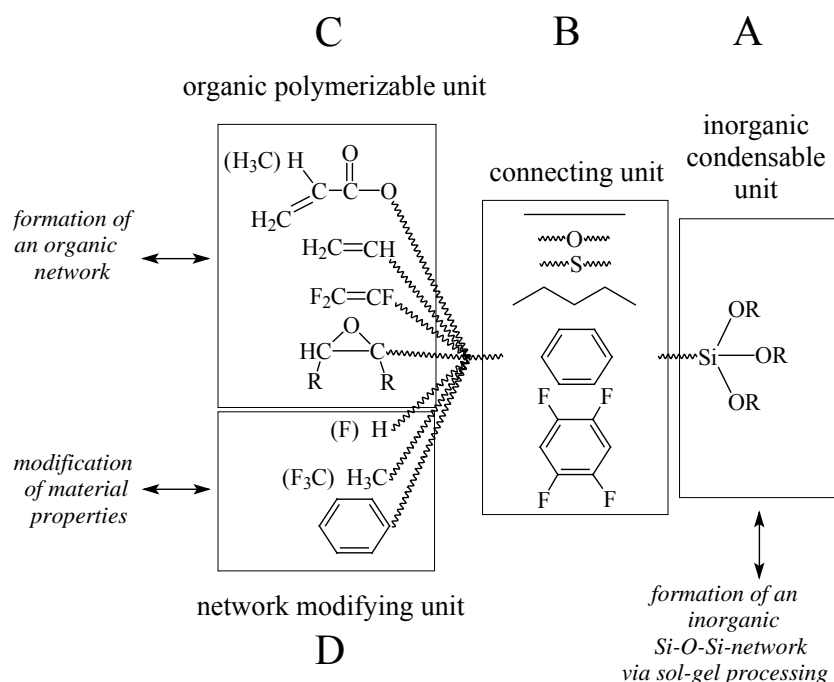 C
B
A
organic polymerizable unit
inorganic
condensable
unit
connecting unit
formation of
an organic
network
(H3C) H
O
C C O
H2C
H2C=CH
F2C=CF
O
HC C
R R
O
S
F F
F F
OR
Si OR
OR
(F) H
(F3C) H3C
modification
of material
properties
network modifying unit
D
formation of an
inorganic
Si-O-Si-network
via sol-gel processing